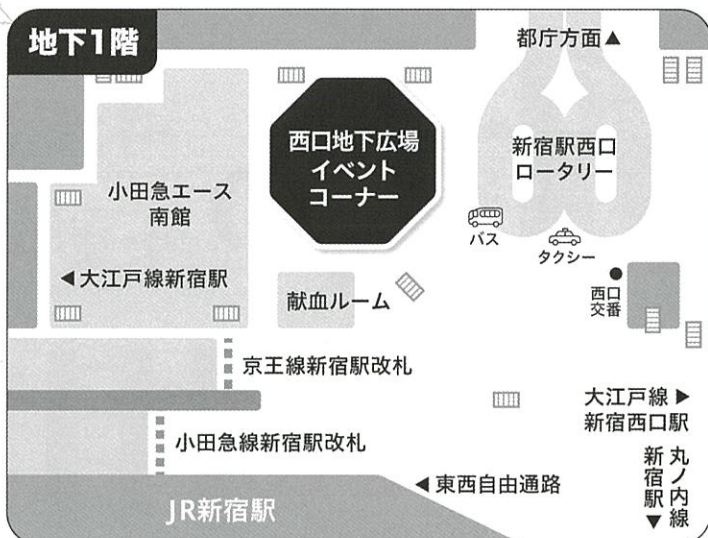 地下1階
都庁方面▲
西口地下広場
イベント
コーナー
新宿駅西口
ロータリー
小田急エース
南館
バス
タクシー
◀大江戸線新宿駅
献血ルーム
西口
交番
京王線新宿駅改札
大江戸線▶
新宿西口駅
小田急線新宿駅改札
丸ノ内線
新宿駅▼
◀東西自由通路
JR新宿駅